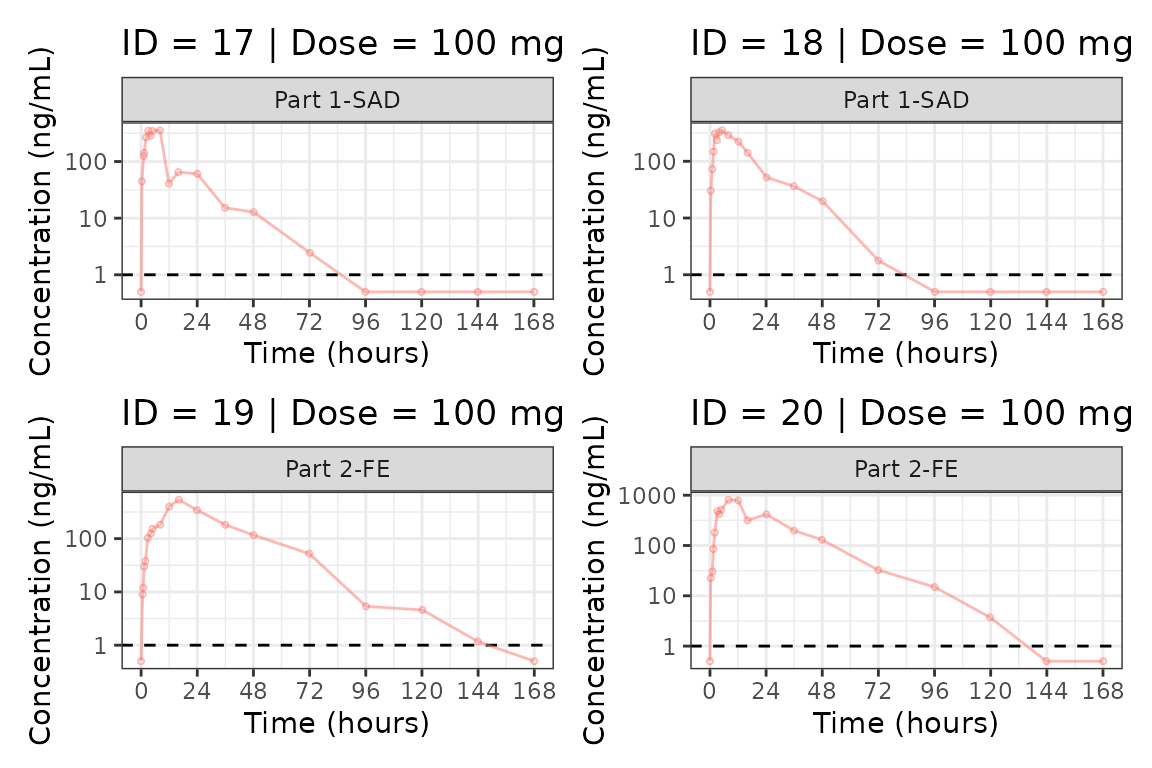 ID = 17 | Dose = 100 mg
Part 1-SAD
Concentration (ng/mL)
100
10
1
0 24 48 72 96 120 144 168
Time (hours)
ID = 18 | Dose = 100 mg
Part 1-SAD
Concentration (ng/mL)
100
10
1
0 24 48 72 96 120 144 168
Time (hours)
ID = 19 | Dose = 100 mg
Part 2-FE
Concentration (ng/mL)
100
10
1
0 24 48 72 96 120 144 168
Time (hours)
ID = 20 | Dose = 100 mg
Part 2-FE
Concentration (ng/mL)
1000
100
10
1
0 24 48 72 96 120 144 168
Time (hours)